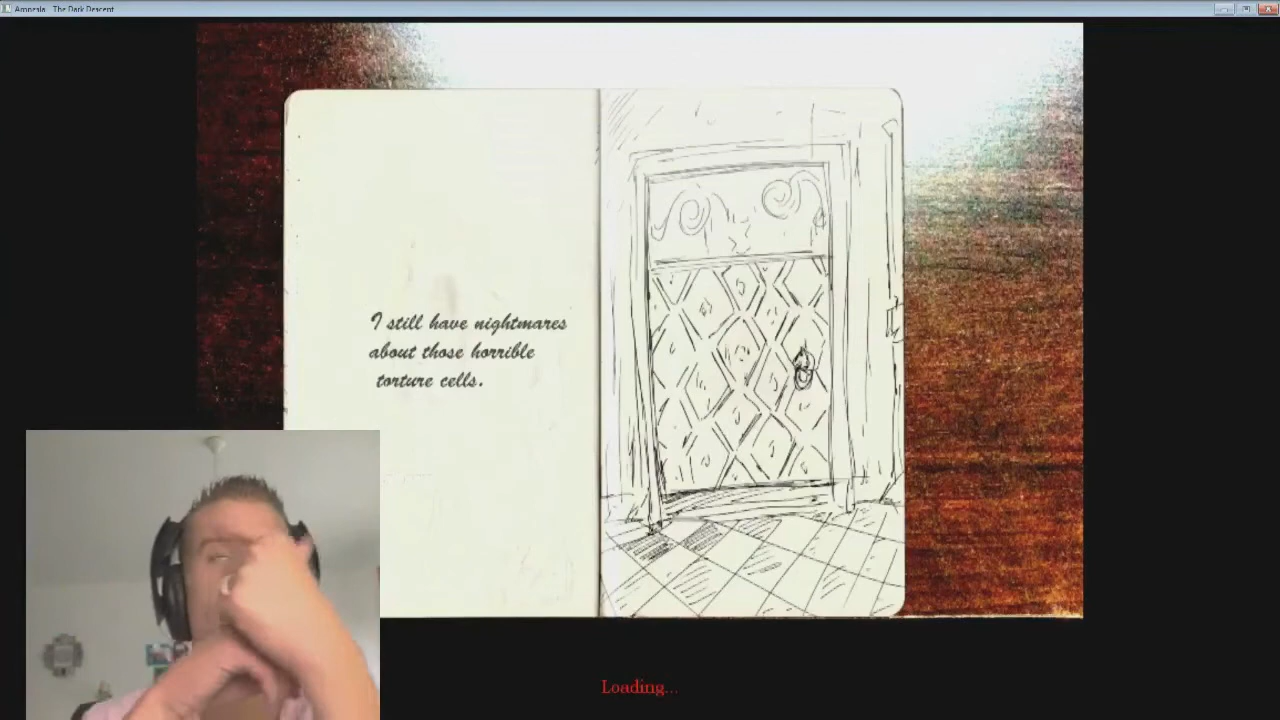 Amnesia - The Dark Descent
I still have nightmares
about those horrible
torture cells.
Loading...